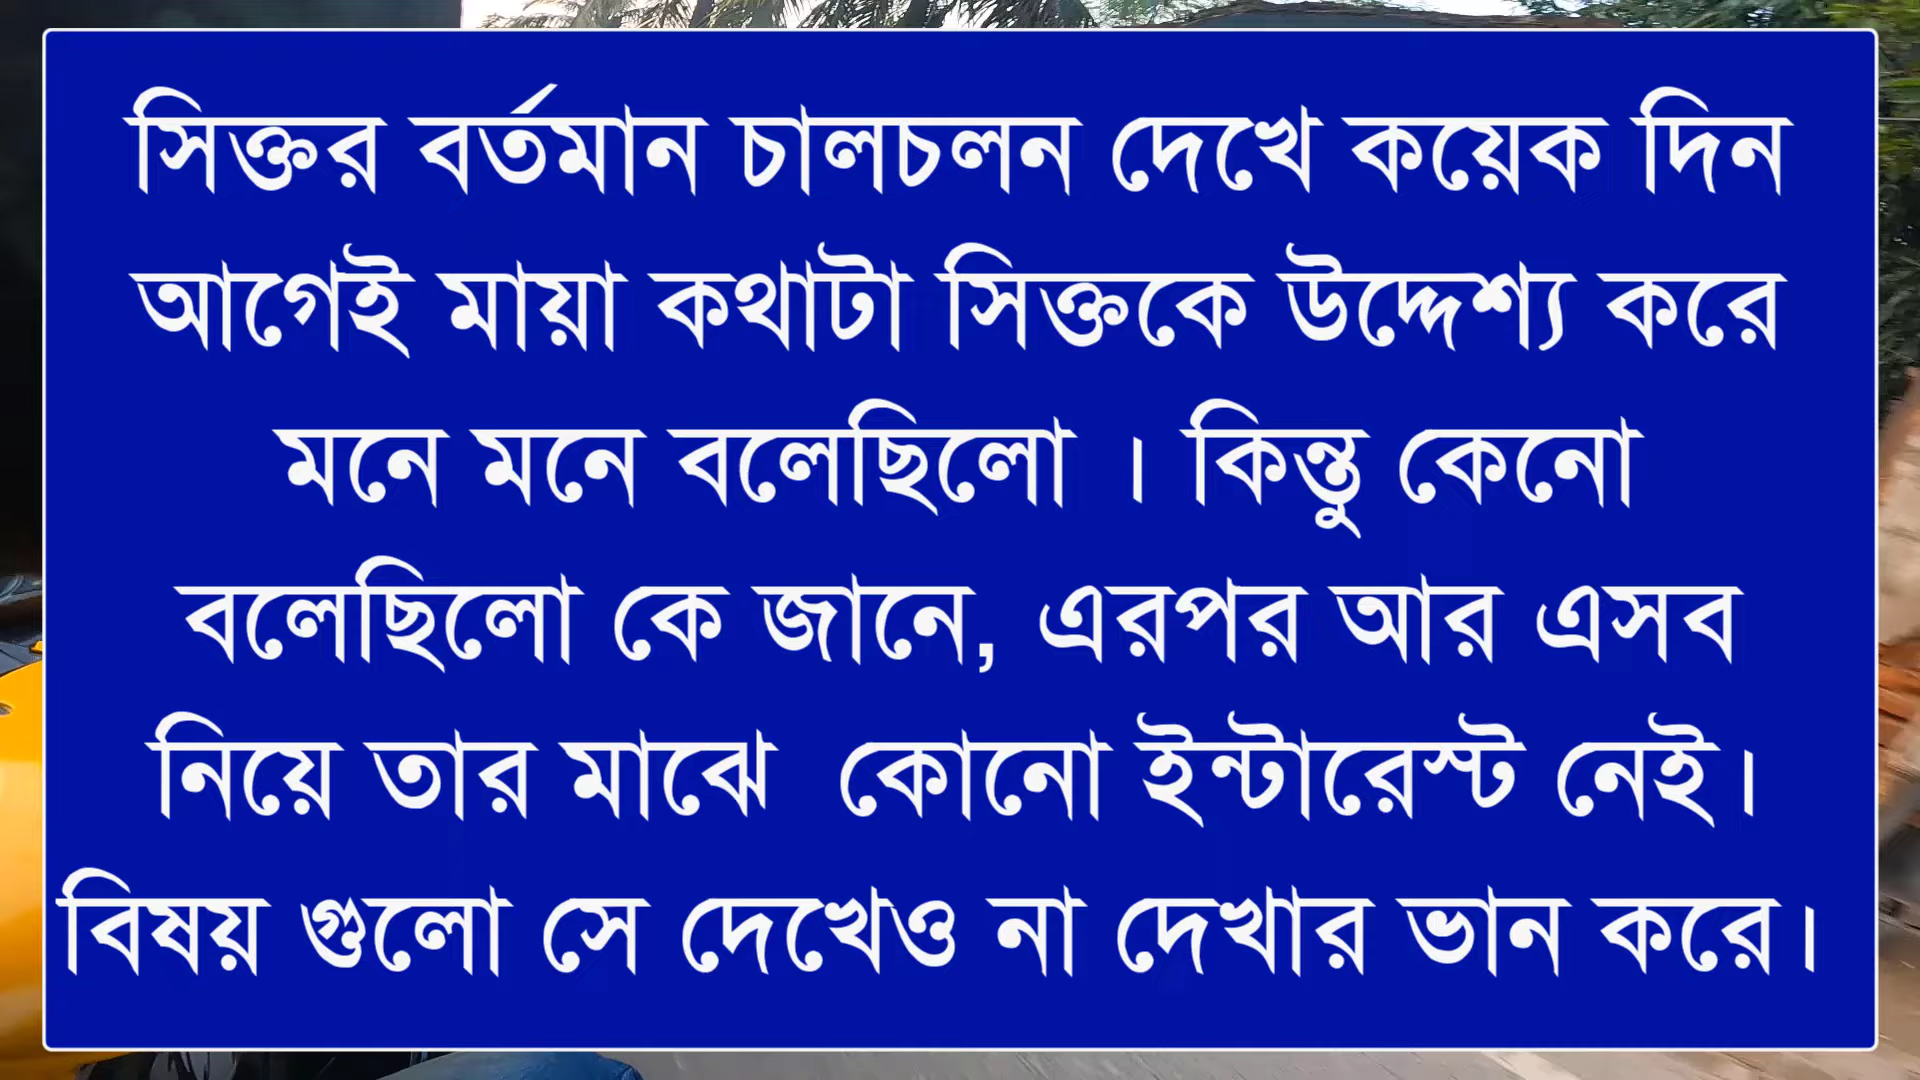 সিক্তর বর্তমান চালচলন দেখে কয়েক দিন
আগেই মায়া কথাটা সিক্তকে উদ্দেশ্য করে
মনে মনে বলেছিলো । কিন্তু কেনো
বলেছিলো কে জানে, এরপর আর এসব
নিয়ে তার মাঝে কোনো ইন্টারেস্ট নেই।
বিষয় গুলো সে দেখেও না দেখার ভান করে।